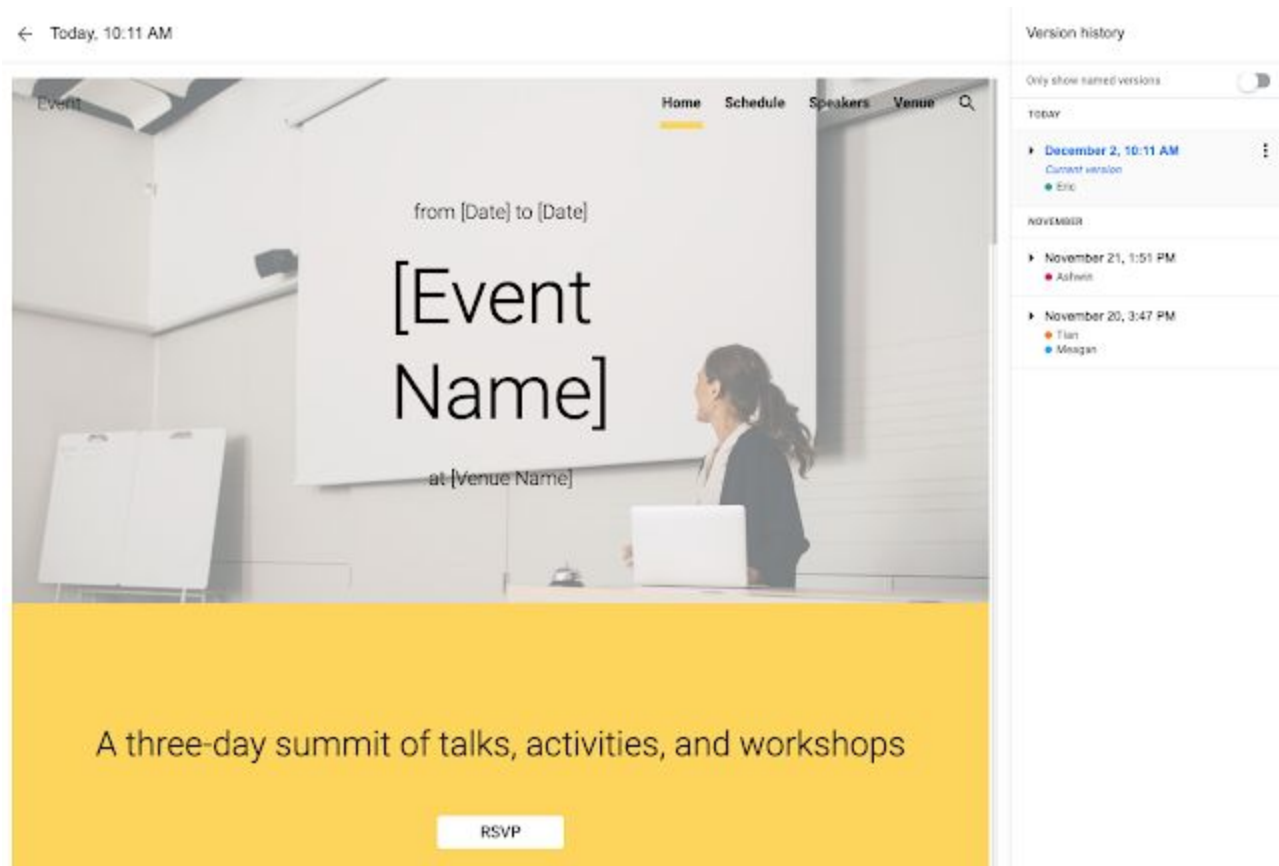 Today, 10:11 AM
Version history
Only show named versions
TODAY
December 2, 10:11 AM
Current version
Eric
NOVEMBER
November 21, 1:51 PM
Ashwin
November 20, 3:47 PM
Tian
Meagan
Event
Home Schedule Speakers Venue
from [Date] to [Date]
[Event
Name]
at [Venue Name]
A three-day summit of talks, activities, and workshops
RSVP